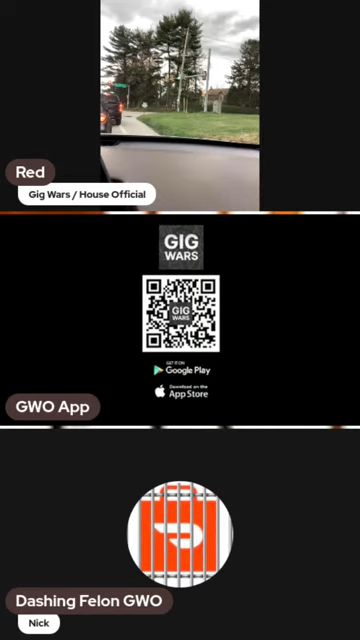 Red
Gig Wars / House Official
GIG
WARS
GIG
WARS
GET IT ON
Google Play
Download on the
App Store
GWO App
Dashing Felon GWO
Nick